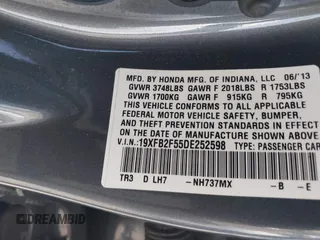 MFD. BY HONDA MFG. OF INDIANA, LLC 06/'13
GVWR 3748LBS GAWR F 2018LBS R 1753LBS
GVWR 1700KG GAWR F 915KG R 795KG
THIS VEHICLE CONFORMS TO ALL APPLICABLE
FEDERAL MOTOR VEHICLE SAFETY, BUMPER,
AND THEFT PREVENTION STANDARDS IN EFFECT
ON THE DATE OF MANUFACTURE SHOWN ABOVE.
V.I.N.: 19XFB2F55DE252598 TYPE: PASSENGER CAR
TR3 D LH7 -NH737MX -B -E
DREAMBID